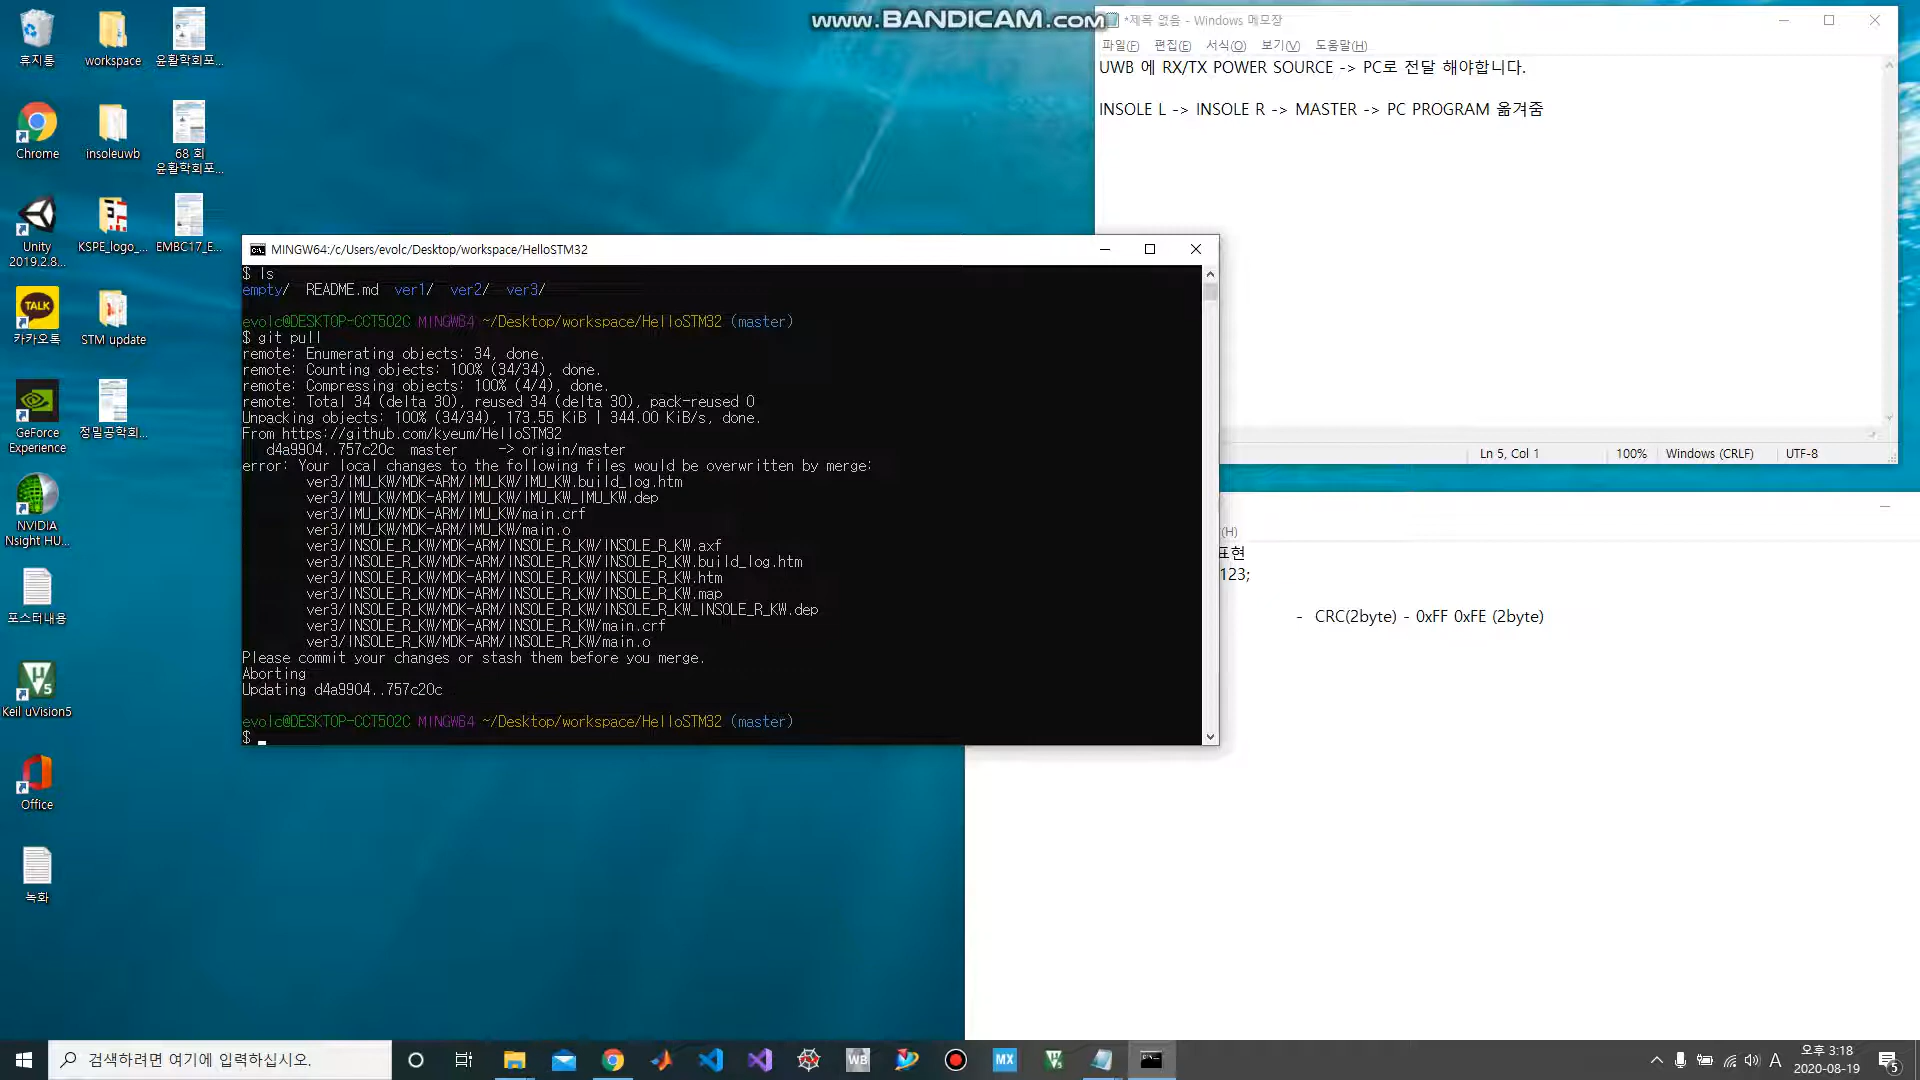 휴지통
workspace
윤활학회포...
Chrome
insoleuwb
68 회
윤활학회포...
Unity
2019.2.8...
KSPE_logo_...
EMBC17_E...
TALK
카카오톡
STM update
GeForce
Experience
정밀공학회...
NVIDIA
Nsight HU...
포스터내용
Keil uVision5
Office
녹화
www.BANDICAM.com
*제목 없음 - Windows 메모장
파일(F) 편집(E) 서식(O) 보기(V) 도움말(H)
UWB 에 RX/TX POWER SOURCE -> PC로 전달 해야합니다.
INSOLE L -> INSOLE R -> MASTER -> PC PROGRAM 옮겨줌
Ln 5, Col 1 100% Windows (CRLF) UTF-8
MINGW64:/c/Users/evolc/Desktop/workspace/HelloSTM32
$ ls
empty/ README.md ver1/ ver2/ ver3/
evolc@DESKTOP-CCT502C MINGW64 ~/Desktop/workspace/HelloSTM32 (master)
$ git pull
remote: Enumerating objects: 34, done.
remote: Counting objects: 100% (34/34), done.
remote: Compressing objects: 100% (4/4), done.
remote: Total 34 (delta 30), reused 34 (delta 30), pack-reused 0
Unpacking objects: 100% (34/34), 173.55 KiB | 344.00 KiB/s, done.
From https://github.com/kyeum/HelloSTM32
d4a9904..757c20c master -> origin/master
error: Your local changes to the following files would be overwritten by merge:
ver3/IMU_KW/MDK-ARM/IMU_KW/IMU_KW.build_log.htm
ver3/IMU_KW/MDK-ARM/IMU_KW/IMU_KW_IMU_KW.dep
ver3/IMU_KW/MDK-ARM/IMU_KW/main.crf
ver3/IMU_KW/MDK-ARM/IMU_KW/main.o
ver3/INSOLE_R_KW/MDK-ARM/INSOLE_R_KW/INSOLE_R_KW.axf
ver3/INSOLE_R_KW/MDK-ARM/INSOLE_R_KW/INSOLE_R_KW.build_log.htm
ver3/INSOLE_R_KW/MDK-ARM/INSOLE_R_KW/INSOLE_R_KW.htm
ver3/INSOLE_R_KW/MDK-ARM/INSOLE_R_KW/INSOLE_R_KW.map
ver3/INSOLE_R_KW/MDK-ARM/INSOLE_R_KW/INSOLE_R_KW_INSOLE_R_KW.dep
ver3/INSOLE_R_KW/MDK-ARM/INSOLE_R_KW/main.crf
ver3/INSOLE_R_KW/MDK-ARM/INSOLE_R_KW/main.o
Please commit your changes or stash them before you merge.
Aborting
Updating d4a9904..757c20c
evolc@DESKTOP-CCT502C MINGW64 ~/Desktop/workspace/HelloSTM32 (master)
$
(H)
표현
123;
- CRC(2byte) - 0xFF 0xFE (2byte)
검색하려면 여기에 입력하십시오.
WB
MX
A
오후 3:18
2020-08-19
5